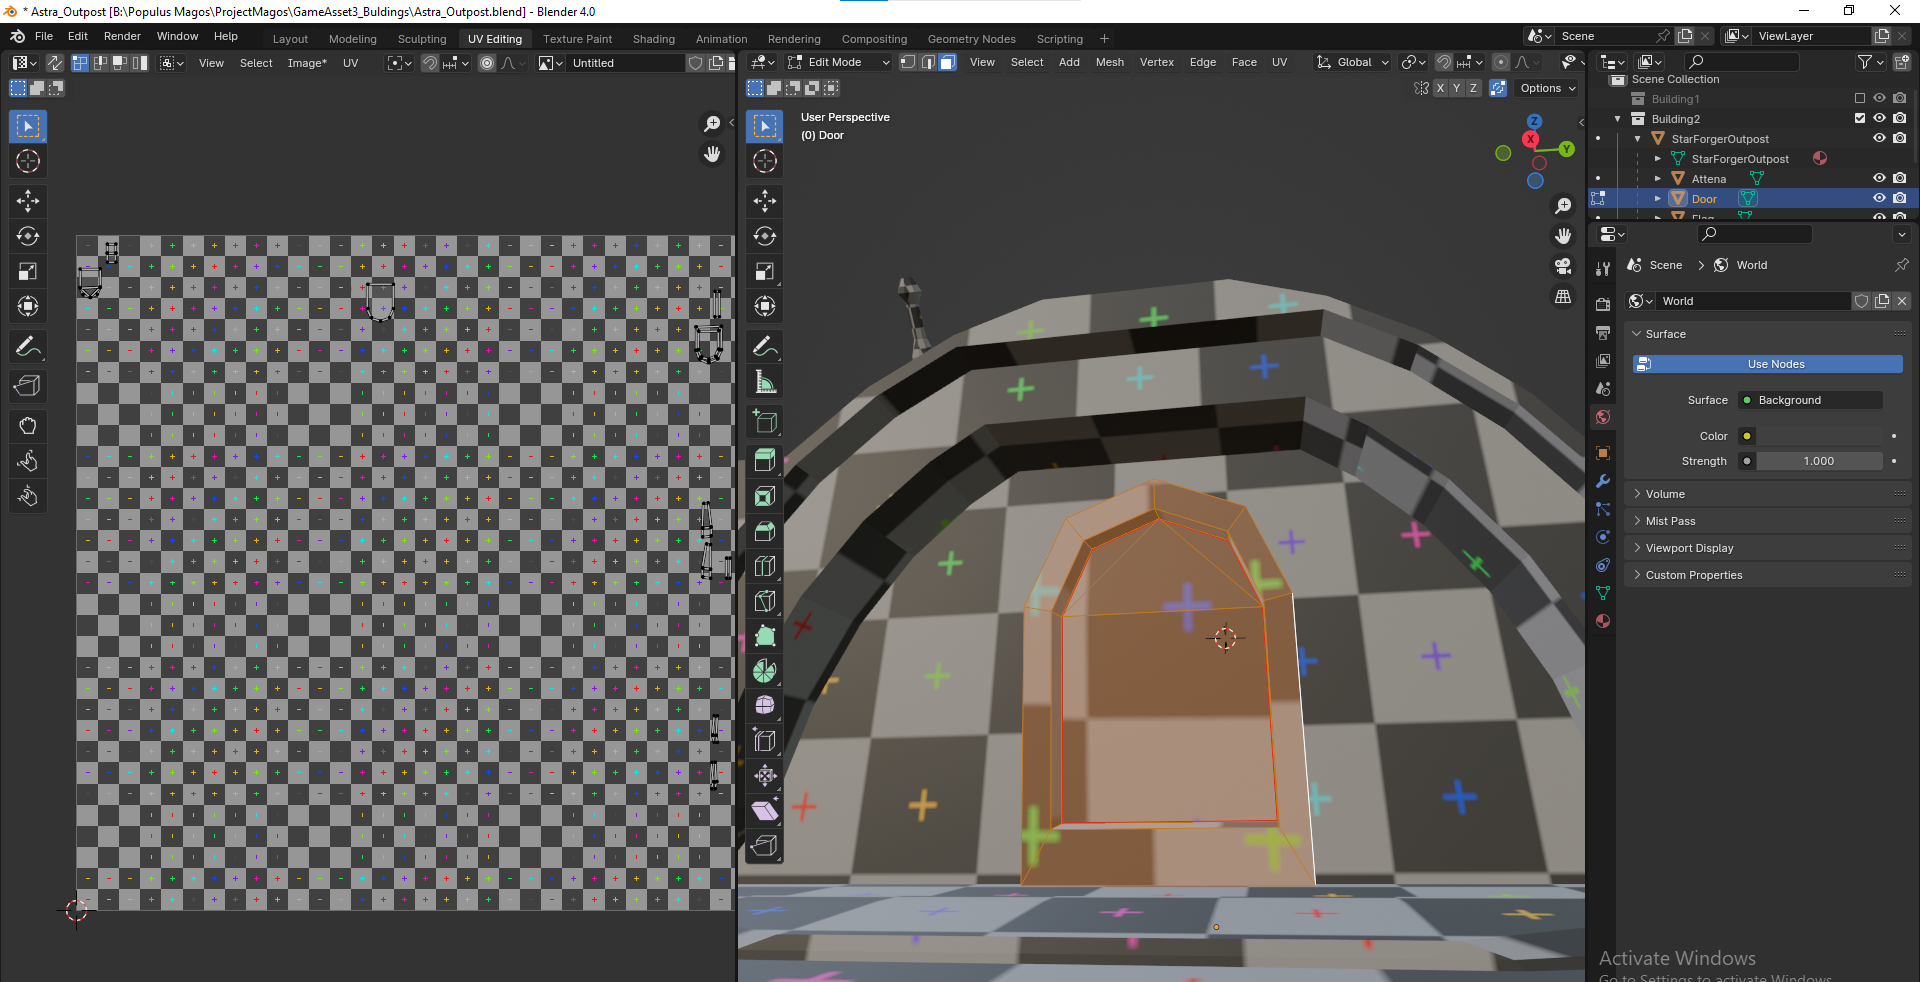 * Astra_Outpost [B:\Populus Magos\ProjectMagos\GameAsset3_Buldings\Astra_Outpost.blend] - Blender 4.0
File Edit Render Window Help
Layout Modeling Sculpting UV Editing Texture Paint Shading Animation Rendering Compositing Geometry Nodes Scripting +
Scene
ViewLayer
View Select Image* UV
Untitled
Edit Mode
View Select Add Mesh Vertex Edge Face UV
Global
X Y Z
Options
User Perspective
(0) Door
Z
X
Y
Scene Collection
Building1
Building2
StarForgerOutpost
StarForgerOutpost
Attena
Door
Scene > World
World
Surface
Use Nodes
Surface Background
Color
Strength 1.000
Volume
Mist Pass
Viewport Display
Custom Properties
Activate Windows
Go to Settings to activate Windows.